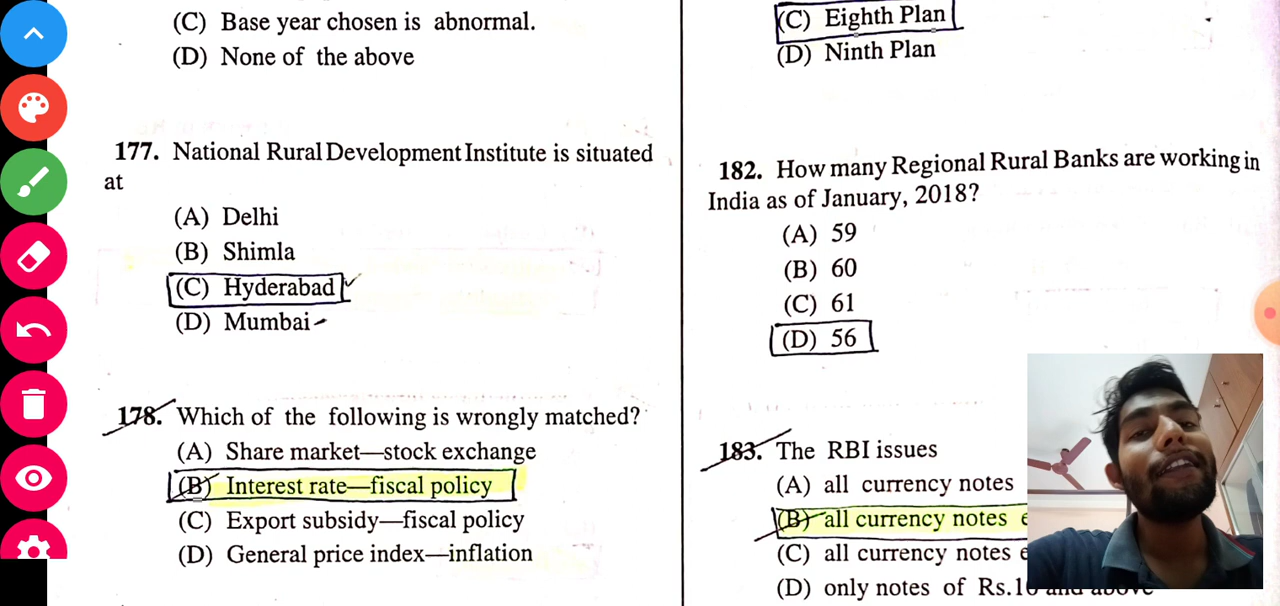 (C) Base year chosen is abnormal.
(D) None of the above
177. National Rural Development Institute is situated
at
(A) Delhi
(B) Shimla
(C) Hyderabad
(D) Mumbai
178. Which of the following is wrongly matched?
(A) Share market—stock exchange
(B) Interest rate—fiscal policy
(C) Export subsidy—fiscal policy
(D) General price index—inflation
(C) Eighth Plan
(D) Ninth Plan
182. How many Regional Rural Banks are working in
India as of January, 2018?
(A) 59
(B) 60
(C) 61
(D) 56
183. The RBI issues
(A) all currency notes
(B) all currency notes
(C) all currency notes
(D) only notes of